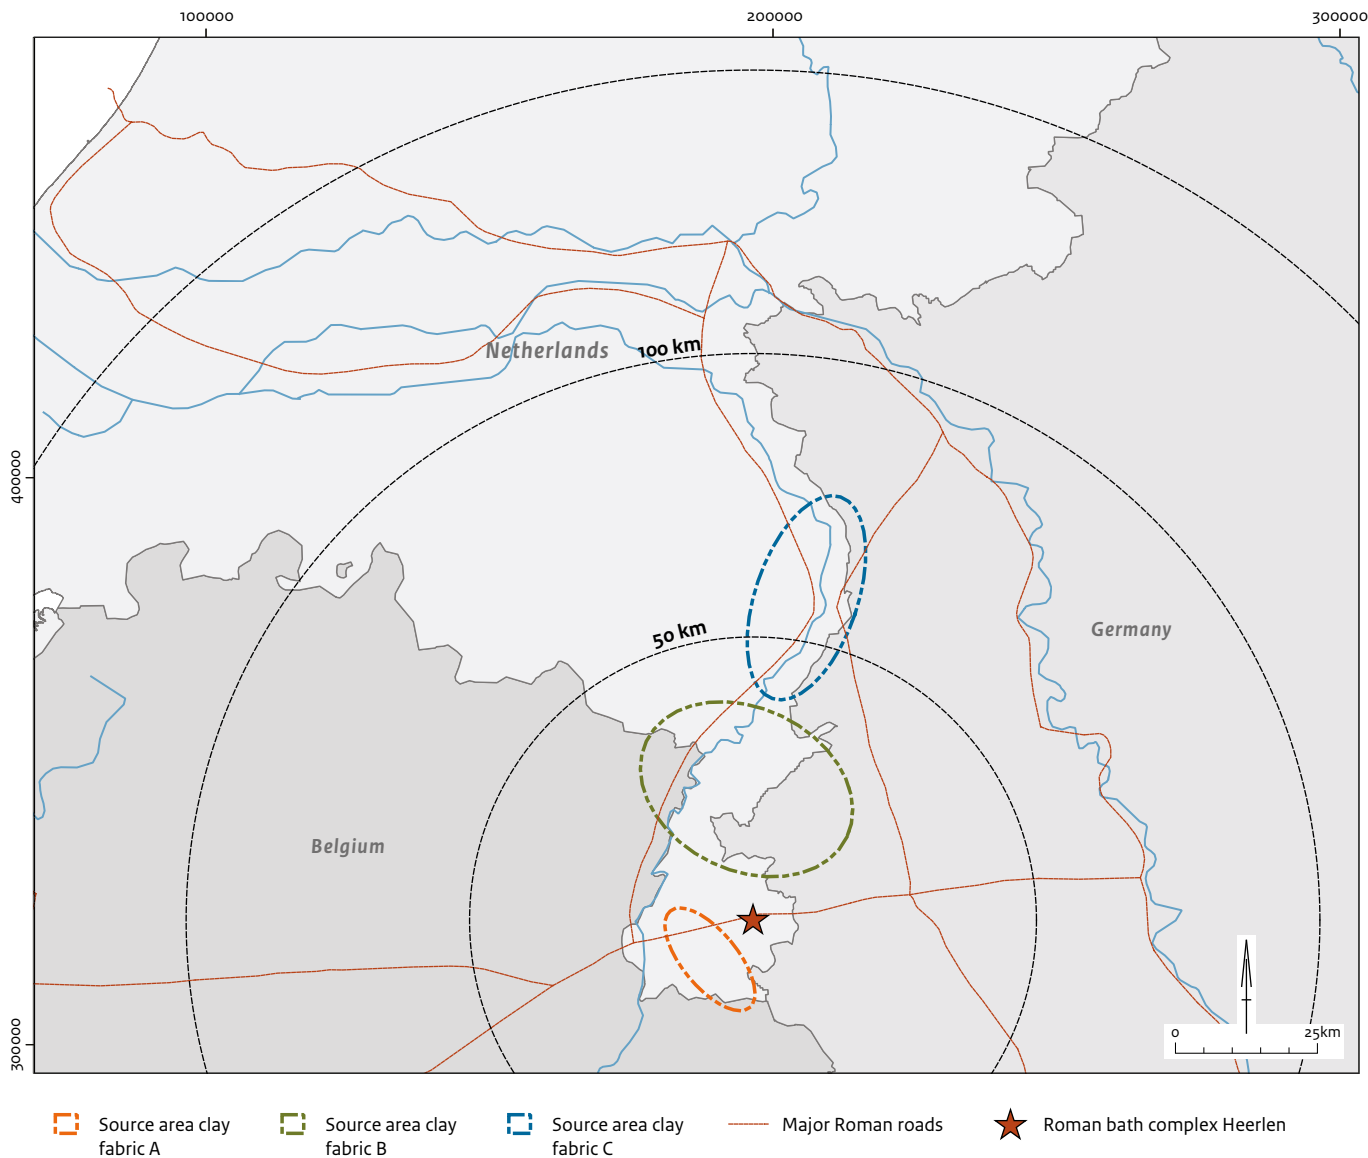 100000
200000
300000
Netherlands
100 km
400000
50 km
Germany
Belgium
300000
0
25km
Source area clay
fabric A
Source area clay
fabric B
Source area clay
fabric C
Major Roman roads
Roman bath complex Heerlen